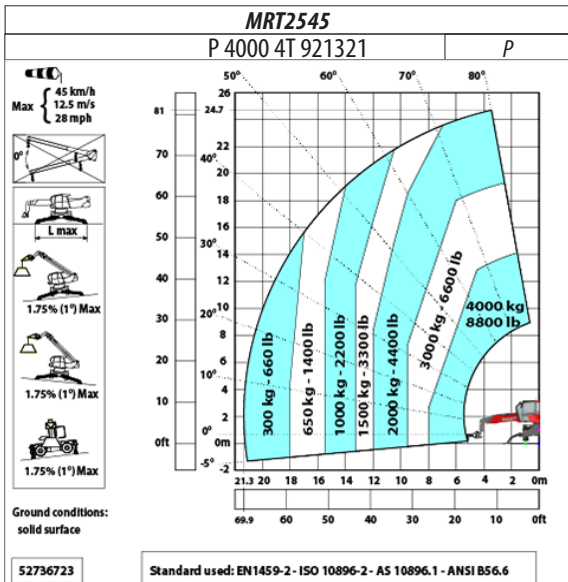 MRT2545
P 4000 4T 921321
P
Max
45 km/h
12.5 m/s
28 mph
0°
L max
1.75% (1°) Max
1.75% (1°) Max
1.75% (1°) Max
Ground conditions:
solid surface
52736723
50°
60°
70°
80°
40°
30°
20°
10°
0°
-5°
81
70
60
50
40
30
20
10
0ft
26
24.7
22
20
18
16
14
12
10
8
6
4
2
0m
-2
300 kg - 660 lb
650 kg - 1400 lb
1000 kg - 2200 lb
1500 kg - 3300 lb
2000 kg - 4400 lb
3000 kg - 6600 lb
4000 kg
8800 lb
21.3 20 18 16 14 12 10 8 6 4 2 0m
69.9 60 50 40 30 20 10 0ft
Standard used: EN1459-2 - ISO 10896-2 - AS 10896.1 - ANSI B56.6